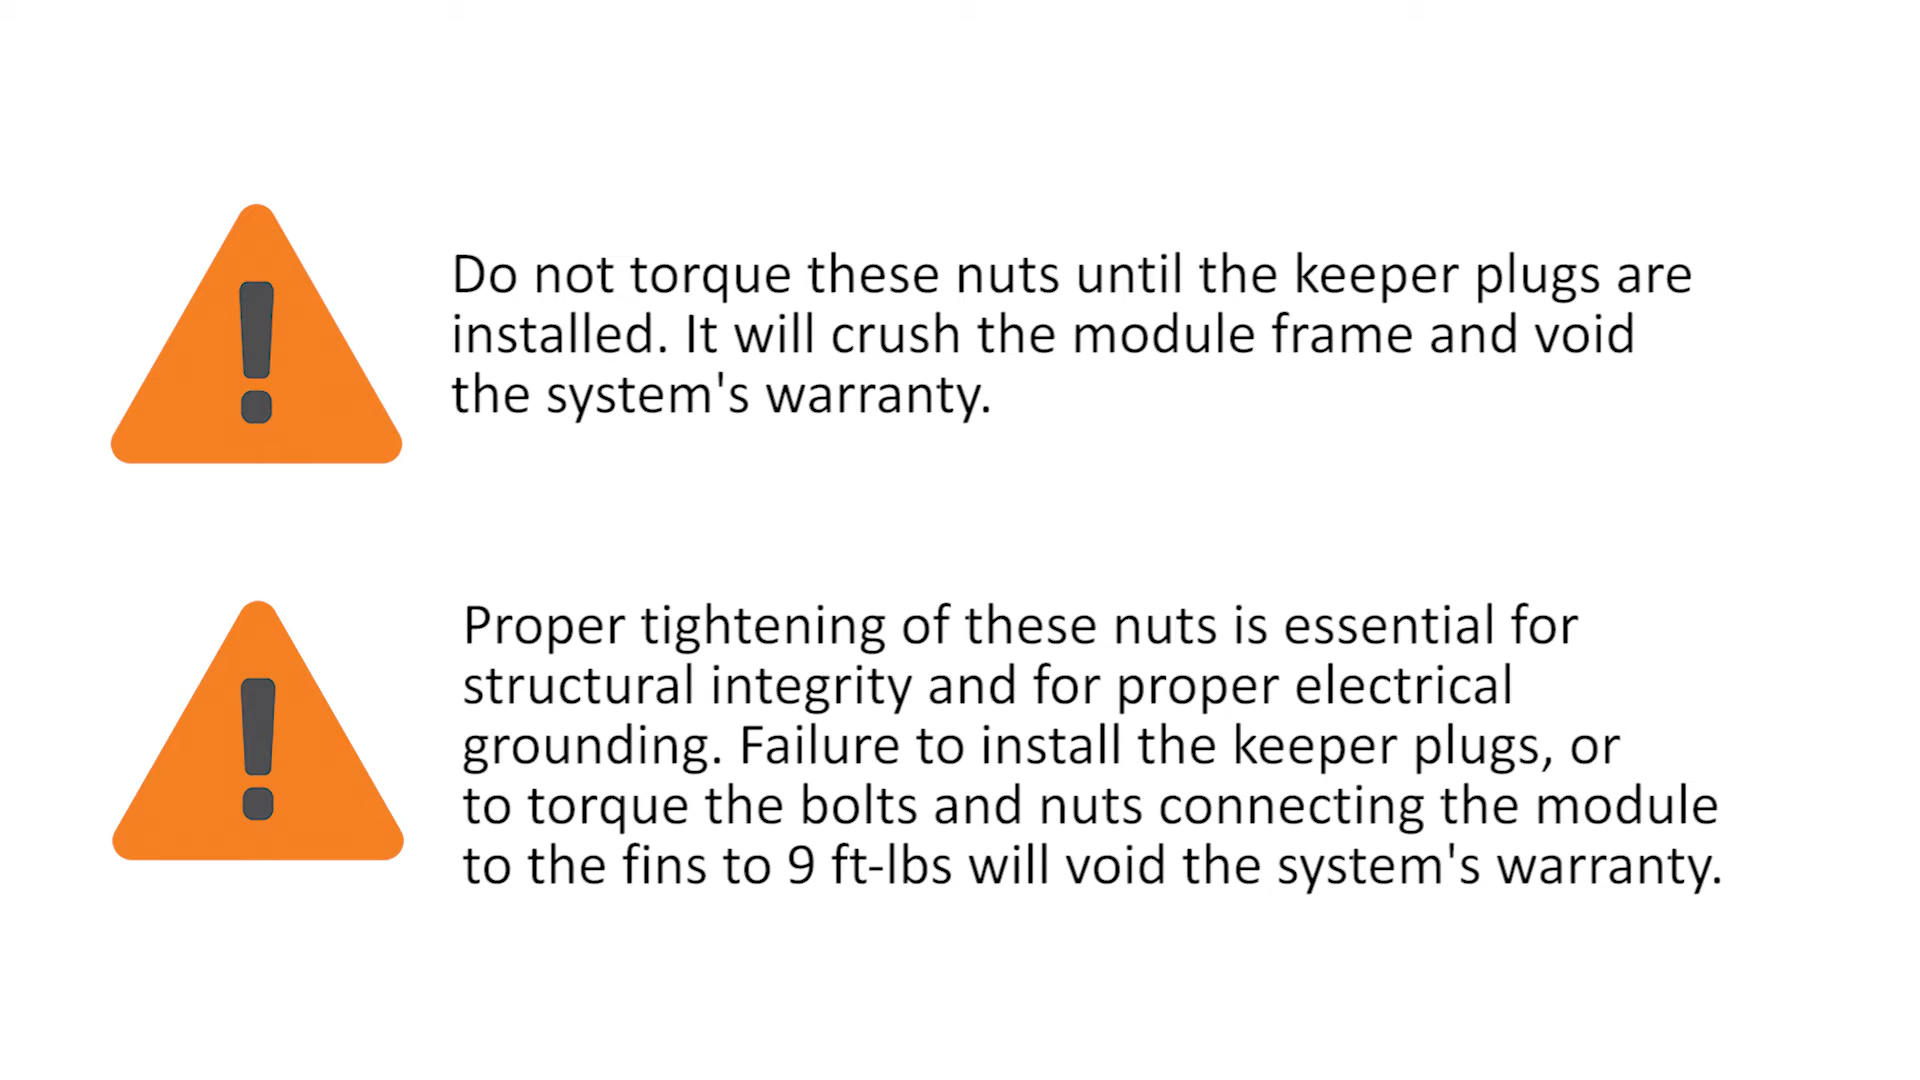 Do not torque these nuts until the keeper plugs are
installed. It will crush the module frame and void
the system's warranty.
Proper tightening of these nuts is essential for
structural integrity and for proper electrical
grounding. Failure to install the keeper plugs, or
to torque the bolts and nuts connecting the module
to the fins to 9 ft-lbs will void the system's warranty.